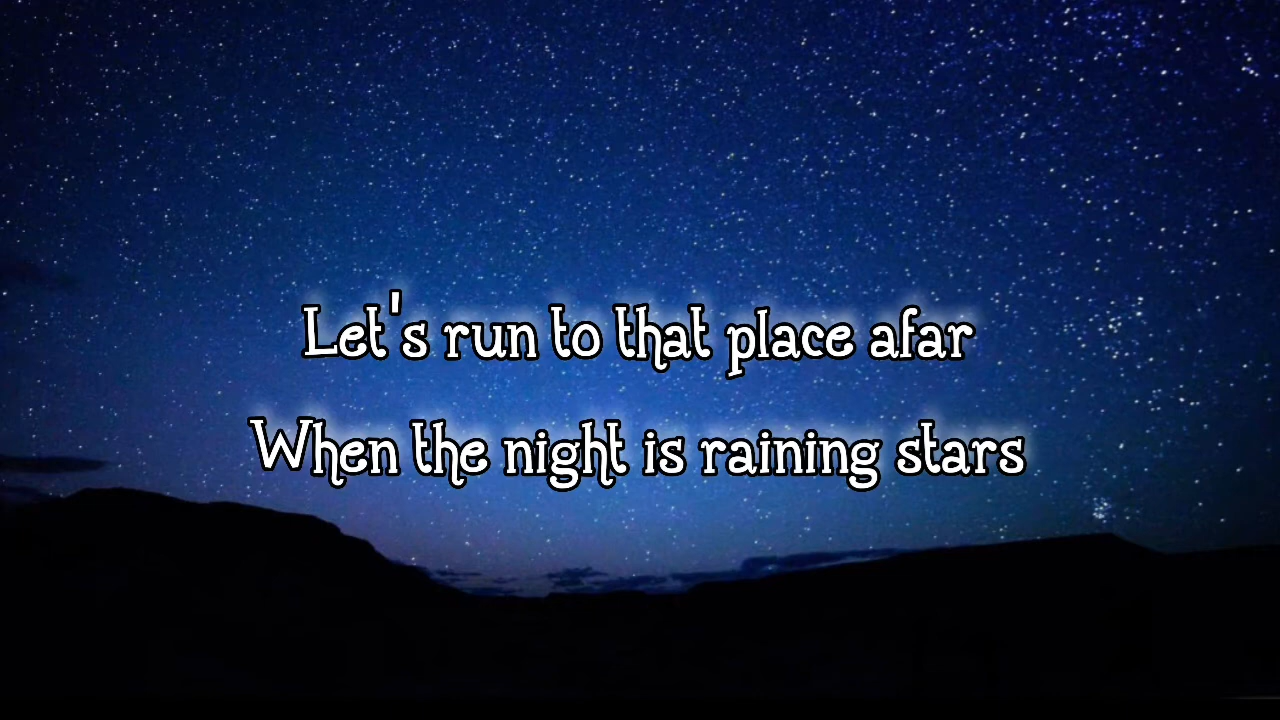 Let's run to that place afar
When the night is raining stars